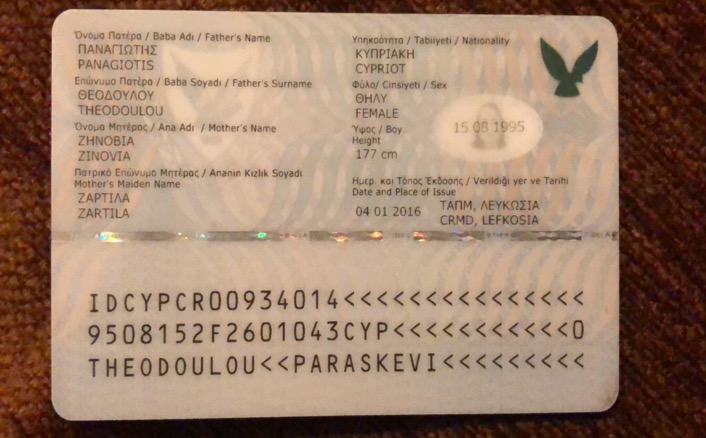 Όνομα Πατέρα / Baba Adı / Father's Name
ΠΑΝΑΓΙΩΤΗΣ
PANAGIOTIS
Επώνυμο Πατέρα / Baba Soyadı / Father's Surname
ΘΕΟΔΟΥΛΟΥ
THEODOULOU
Όνομα Μητέρας / Ana Adı / Mother's Name
ΖΗΝΟΒΙΑ
ZINOVIA
Πατρικό Επώνυμο Μητέρας / Ananin Kızlık Soyadi
Mother's Maiden Name
ΖΑΡΤΙΛΑ
ZARTILA
Υπηκοότητα / Tabiiyeti / Nationality
ΚΥΠΡΙΑΚΗ
CYPRIOT
Φύλο/ Cinsiyeti / Sex
ΘΗΛΥ
FEMALE
Ύψος / Boy
Height
177 cm
15 08 1995
Ημερ. και Τόπος Έκδοσης / Verildiği yer ve Tarihi
Date and Place of Issue
04 01 2016
ΤΑΠΜ, ΛΕΥΚΩΣΙΑ
CRMD, LEFKOSIA
IDCYPCR00934014<<<<<<<<<<<<<<<
9508152F2601043CYP<<<<<<<<<<<0
THEODOULOU<<PARASKEVI<<<<<<<<<